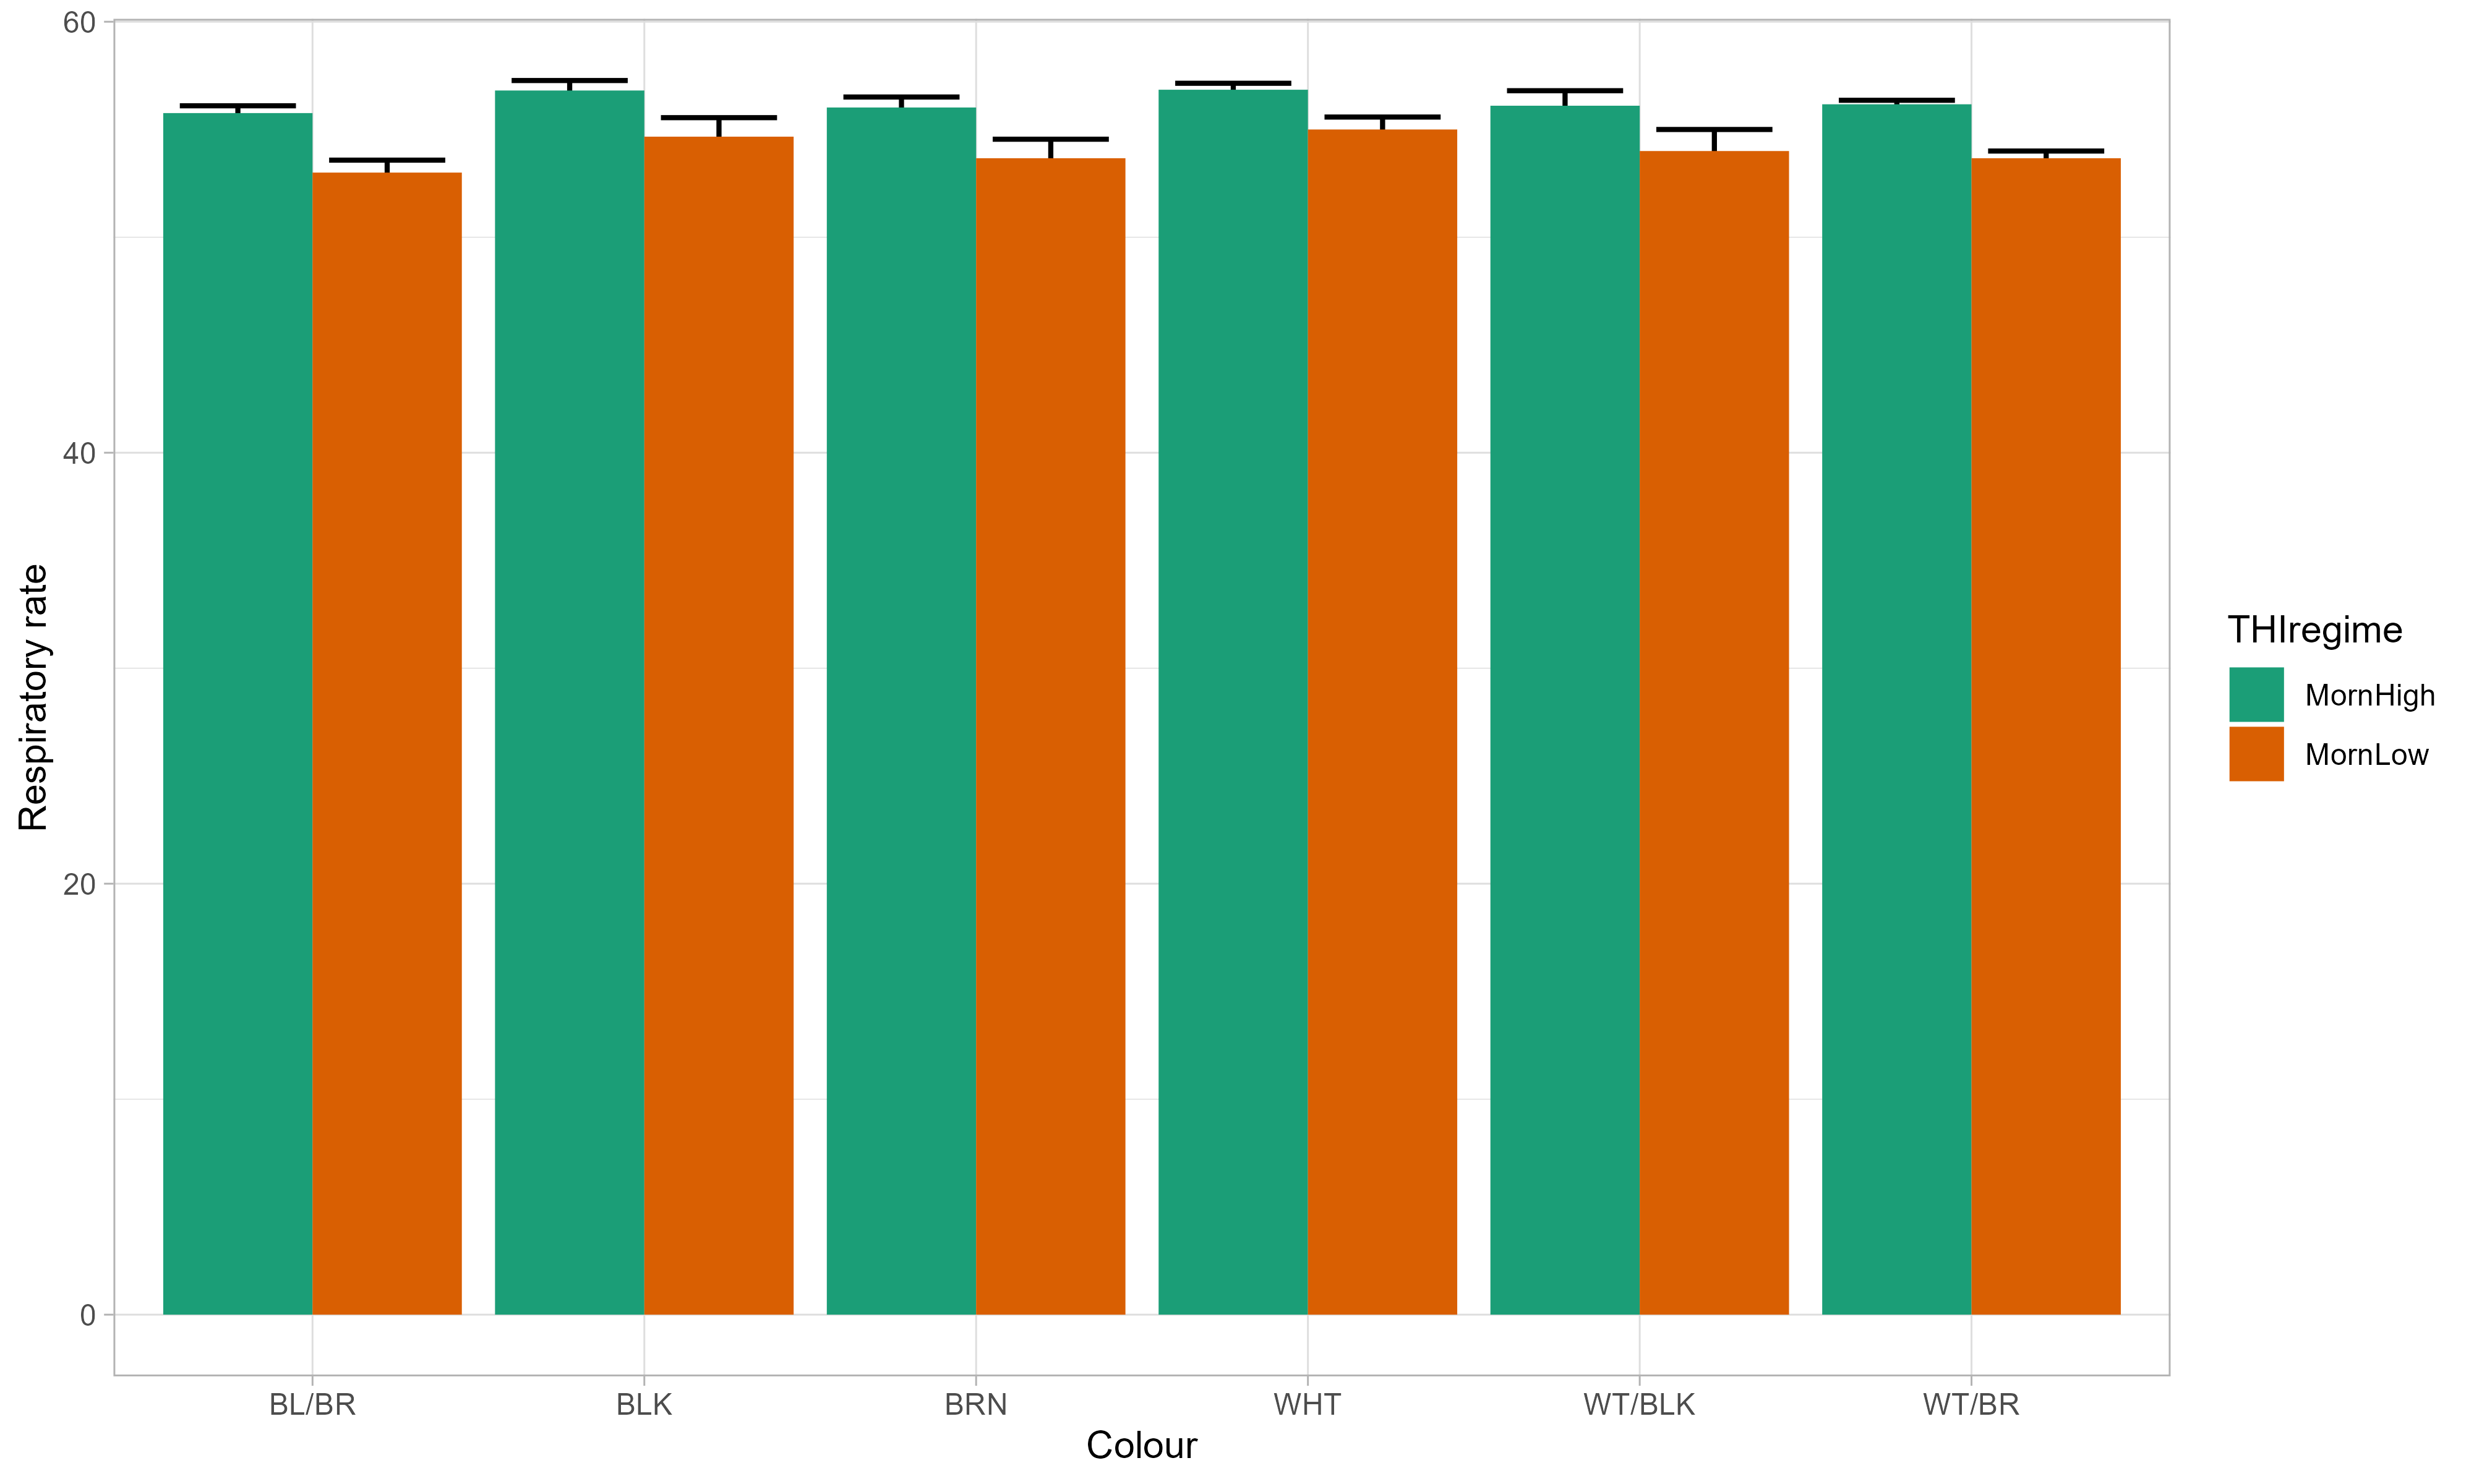 60
40
20
0
Respiratory rate
BL/BR BLK BRN WHT WT/BLK WT/BR
Colour
THIregime
MornHigh
MornLow